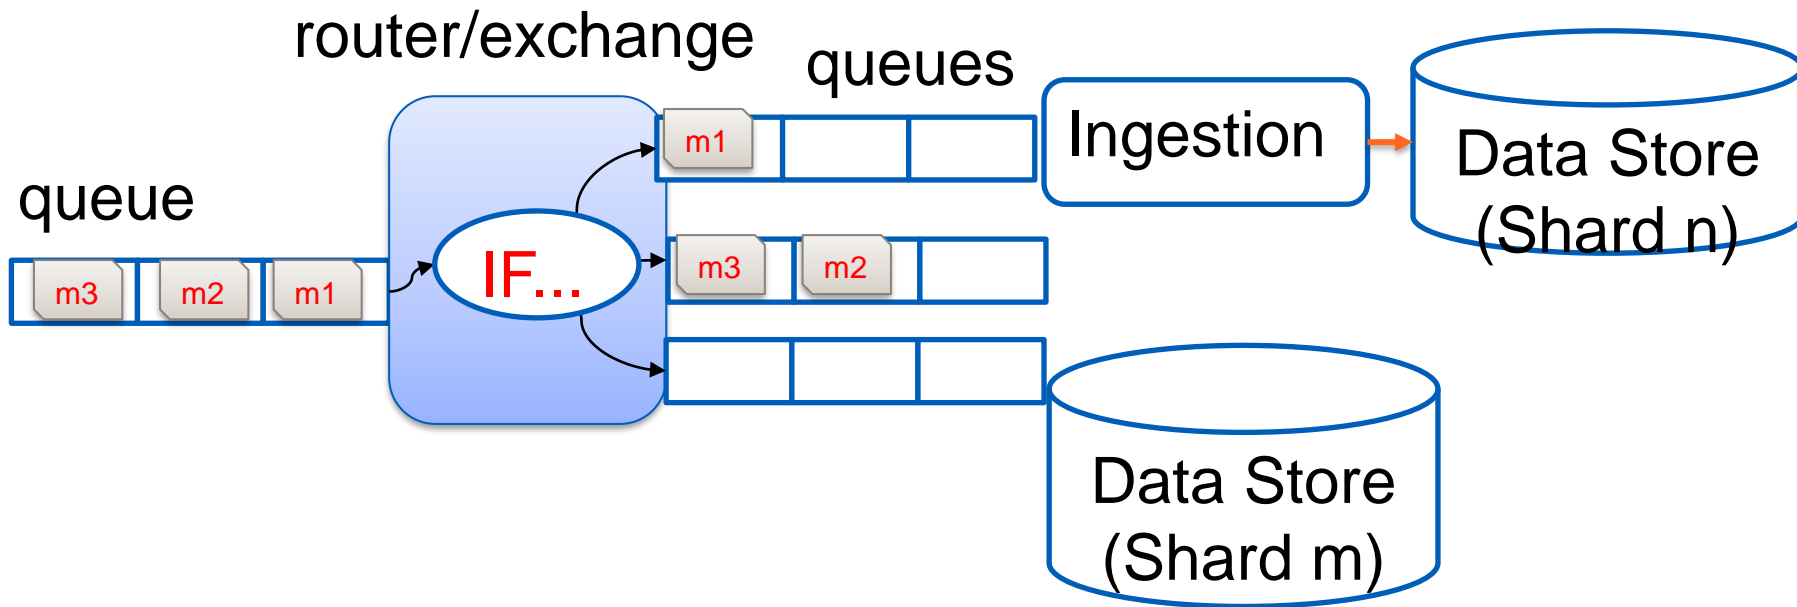 router/exchange
queues
queue
m3 m2 m1
IF...
m1
m3 m2
Ingestion
Data Store
(Shard n)
Data Store
(Shard m)